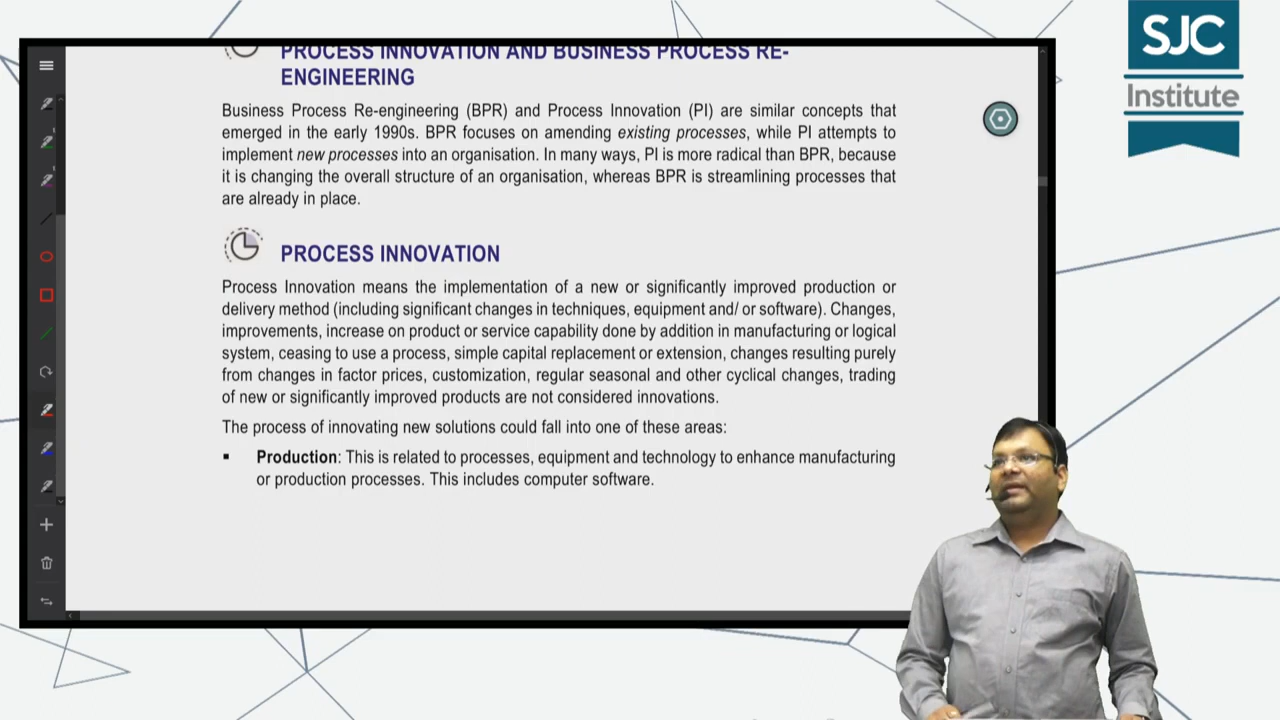 PROCESS INNOVATION AND BUSINESS PROCESS RE-
ENGINEERING
Business Process Re-engineering (BPR) and Process Innovation (PI) are similar concepts that
emerged in the early 1990s. BPR focuses on amending existing processes, while PI attempts to
implement new processes into an organisation. In many ways, PI is more radical than BPR, because
it is changing the overall structure of an organisation, whereas BPR is streamlining processes that
are already in place.
PROCESS INNOVATION
Process Innovation means the implementation of a new or significantly improved production or
delivery method (including significant changes in techniques, equipment and/ or software). Changes,
improvements, increase on product or service capability done by addition in manufacturing or logical
system, ceasing to use a process, simple capital replacement or extension, changes resulting purely
from changes in factor prices, customization, regular seasonal and other cyclical changes, trading
of new or significantly improved products are not considered innovations.
The process of innovating new solutions could fall into one of these areas:
▪ Production: This is related to processes, equipment and technology to enhance manufacturing
or production processes. This includes computer software.
SJC
Institute